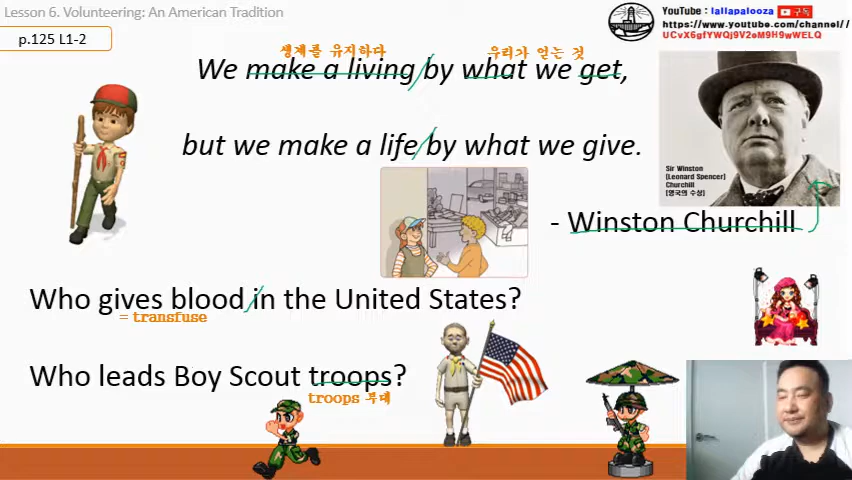 Lesson 6. Volunteering: An American Tradition
p.125 L1-2
YouTube : lallapalooza 구독
https://www.youtube.com/channel/
UCvX6gfYWQj9V2eM9H9wWELQ
생계를 유지하다
우리가 얻는 것
We make a living by what we get,
but we make a life by what we give.
Sir Winston
(Leonard Spencer)
Churchill
(영국의 수상)
- Winston Churchill
Who gives blood in the United States?
= transfuse
Who leads Boy Scout troops?
troops 부대